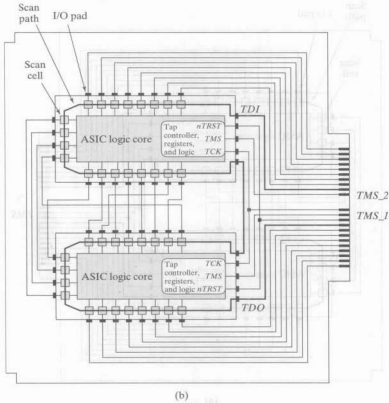 Scan
path
I/O pad
Scan
cell
TDI
ASIC logic core
Tap
controller,
registers,
and logic
nTRST
TMS
TCK
TMS_2
TMS_1
ASIC logic core
Tap
controller,
registers,
and logic
TCK
TMS
nTRST
TDO
(b)